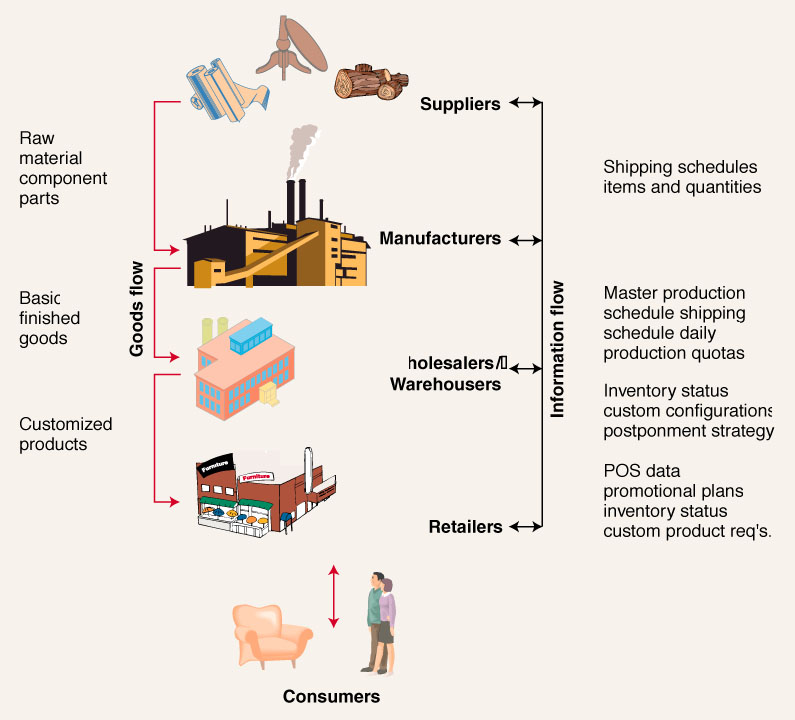 Suppliers
Raw
material
component
parts
Shipping schedules
items and quantities
Manufacturers
Goods flow
Information flow
Basic
finished
goods
Master production
schedule shipping
schedule daily
production quotas
holesalers/
Warehousers
Inventory status
custom configurations
postponment strategy
Customized
products
Furniture
Furniture
POS data
promotional plans
inventory status
custom product req's.
Retailers
Consumers